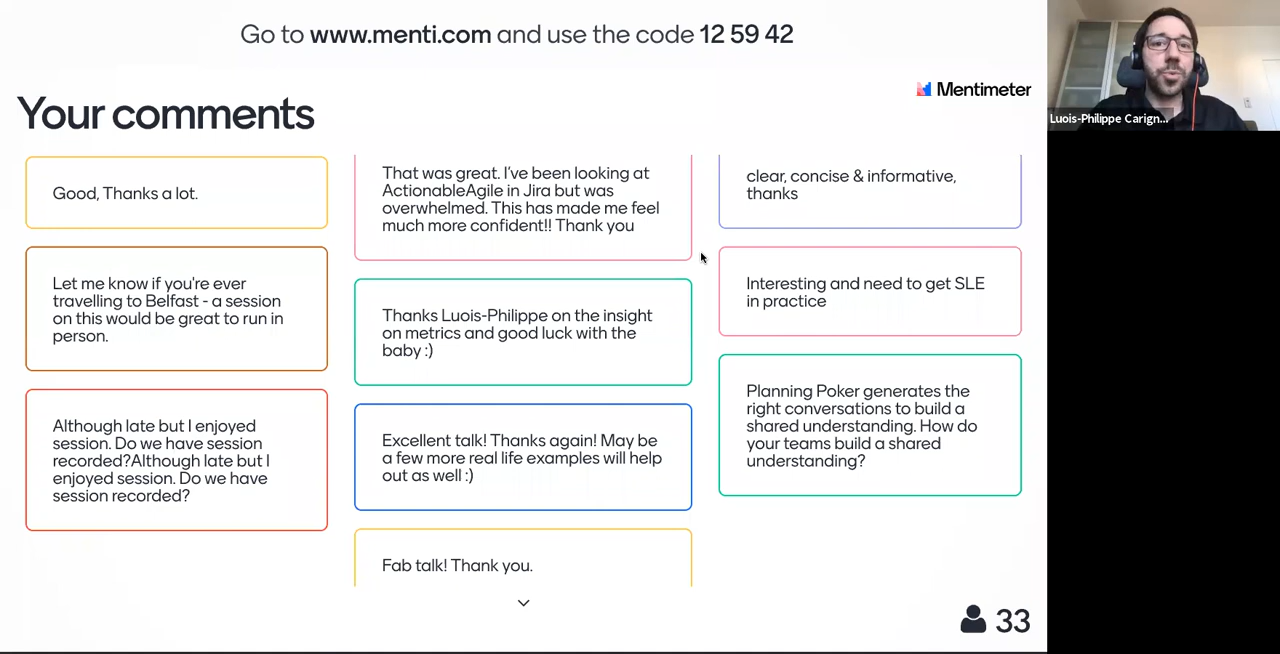 Go to www.menti.com and use the code 12 59 42
Mentimeter
Your comments
Good, Thanks a lot.
Let me know if you're ever
travelling to Belfast - a session
on this would be great to run in
person.
Although late but I enjoyed
session. Do we have session
recorded?Although late but I
enjoyed session. Do we have
session recorded?
That was great. I've been looking at
ActionableAgile in Jira but was
overwhelmed. This has made me feel
much more confident!! Thank you
Thanks Luois-Philippe on the insight
on metrics and good luck with the
baby :)
Excellent talk! Thanks again! May be
a few more real life examples will help
out as well :)
Fab talk! Thank you.
clear, concise & informative,
thanks
Interesting and need to get SLE
in practice
Planning Poker generates the
right conversations to build a
shared understanding. How do
your teams build a shared
understanding?
33
Luois-Philippe Carign...